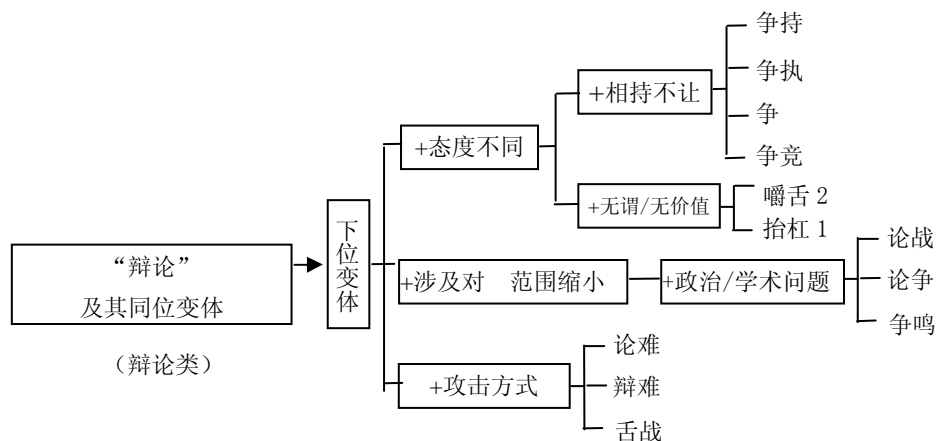 “辩论”
及其同位变体
（辩论类）
下位变体
+态度不同
+相持不让
争持
争执
争
争竞
+无谓/无价值
嚼舌 2
抬杠 1
+涉及对　范围缩小
+政治/学术问题
论战
论争
争鸣
+攻击方式
论难
辩难
舌战